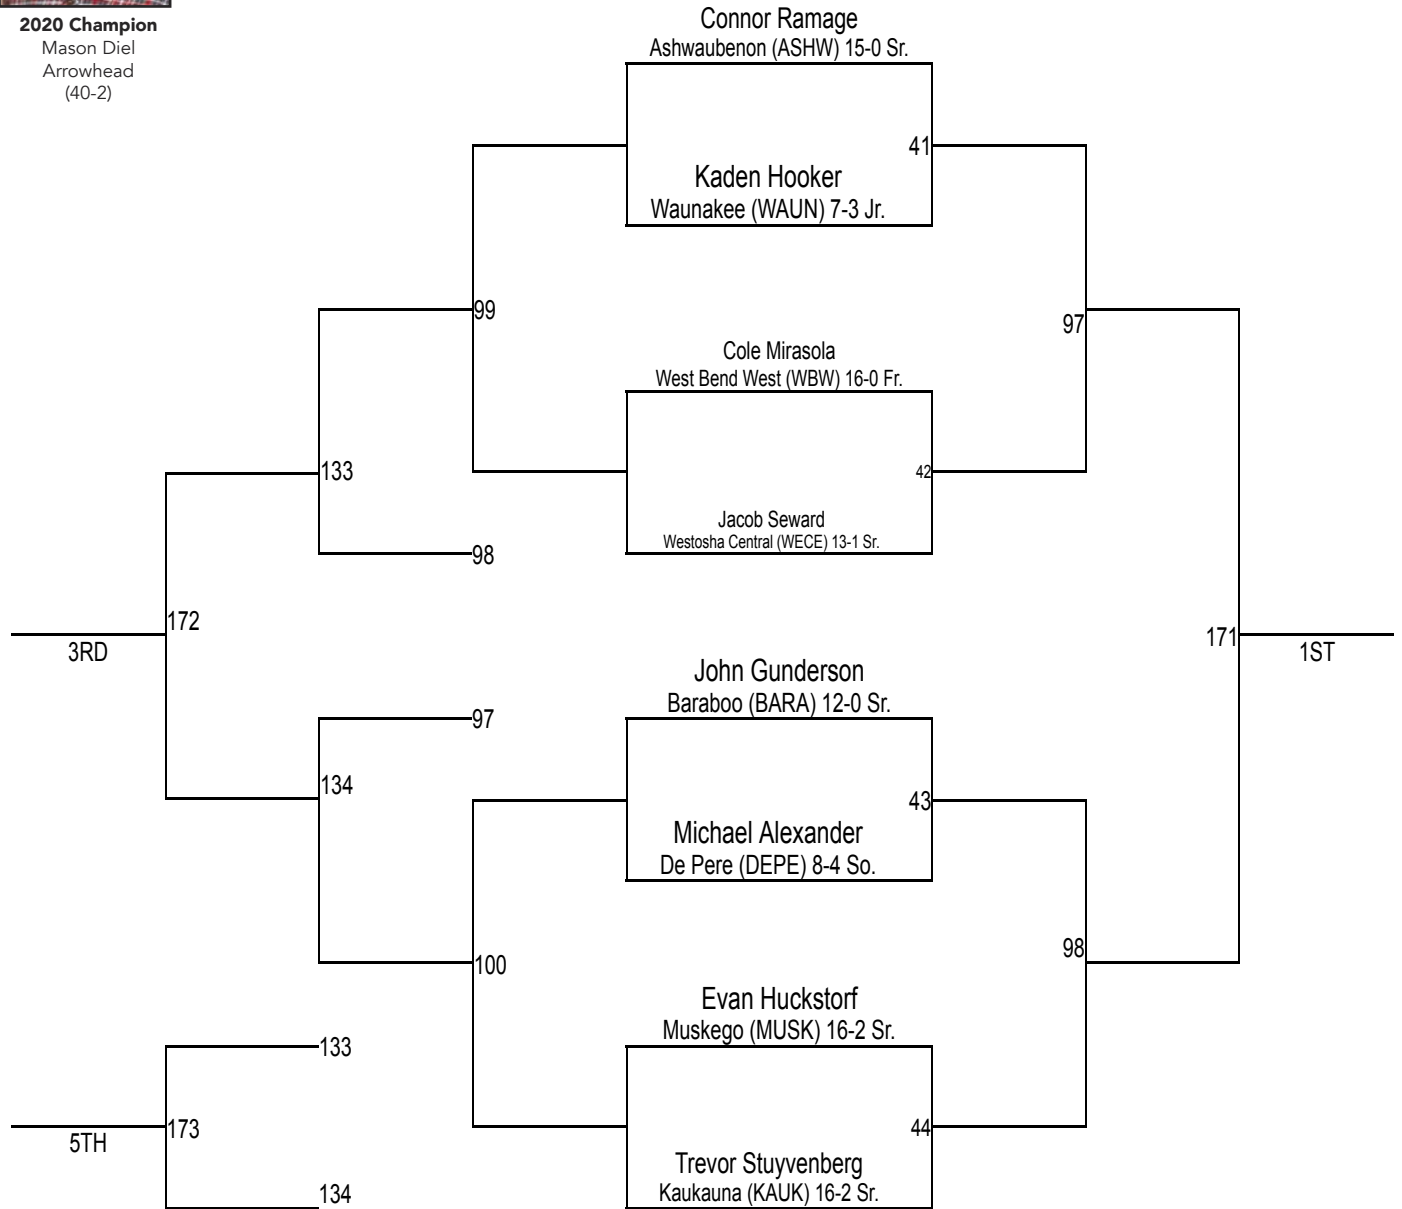 2020 Champion
Mason Diel
Arrowhead
(40-2)
Connor Ramage
Ashwaubenon (ASHW) 15-0 Sr.
41
Kaden Hooker
Waunakee (WAUN) 7-3 Jr.
99
97
Cole Mirasola
West Bend West (WBW) 16-0 Fr.
133
42
Jacob Seward
Westosha Central (WECE) 13-1 Sr.
98
172
3RD
171
1ST
John Gunderson
Baraboo (BARA) 12-0 Sr.
97
134
43
Michael Alexander
De Pere (DEPE) 8-4 So.
98
100
Evan Huckstorf
Muskego (MUSK) 16-2 Sr.
133
173
5TH
44
Trevor Stuyvenberg
Kaukauna (KAUK) 16-2 Sr.
134